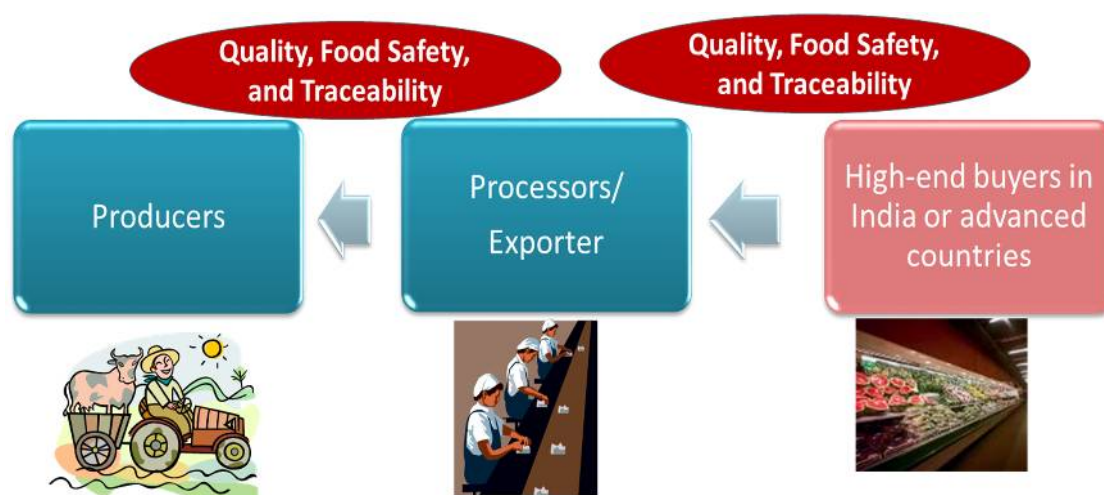 Quality, Food Safety,
and Traceability
Quality, Food Safety,
and Traceability
Producers
Processors/
Exporter
High-end buyers in
India or advanced
countries